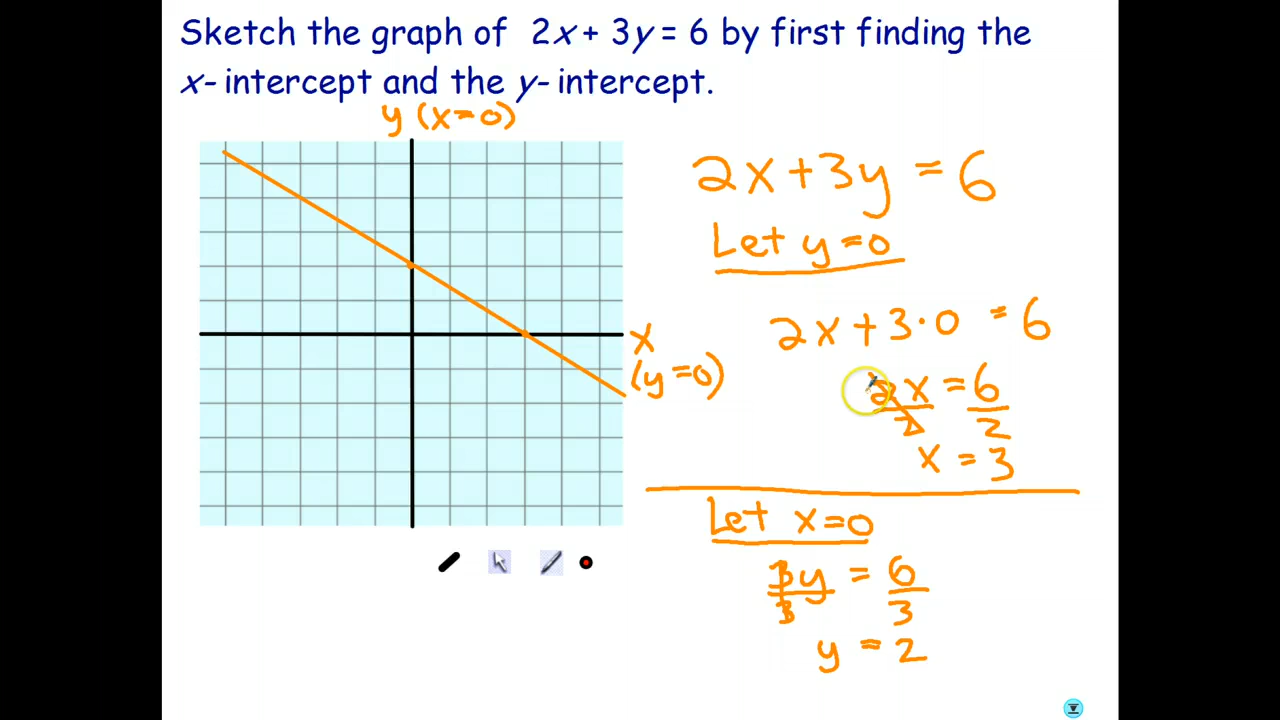 Sketch the graph of 2x + 3y = 6 by first finding the
x- intercept and the y- intercept.
y (x=0)
x
(y=0)
2x+3y = 6
Let y=0
2x + 3·0 = 6
2x = 6
2 2
x = 3
Let x=0
3y = 6
3 3
y = 2